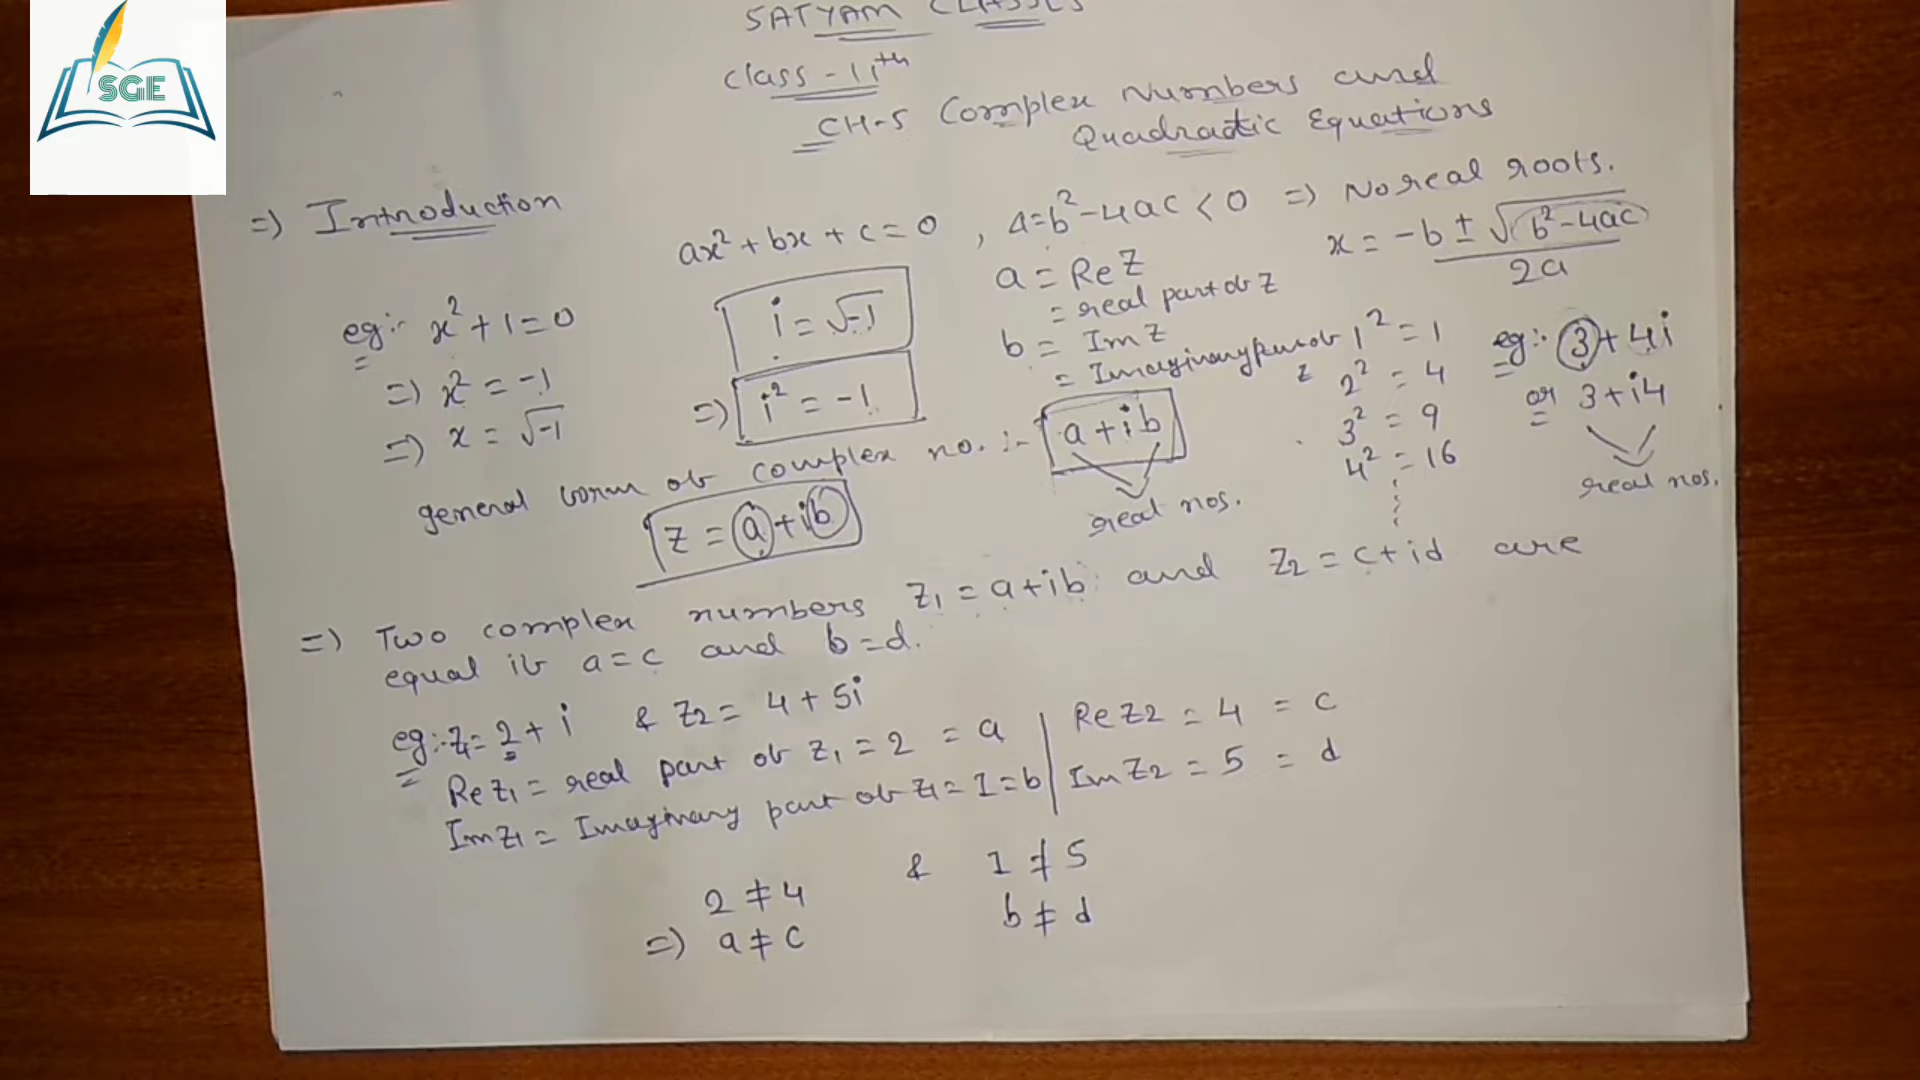 SGE
SATYAM CLASSES
Class - 11th
CH-5 Complex Numbers and
Quadratic Equations
=) Introduction
ax² + bx + c = 0 , Δ=b²-4ac < 0 =) No real roots.
x = -b ± √b²-4ac
2a
eg:- x² + 1 = 0
=) x² = -1
=) x = √-1
i = √-1
=) i² = -1
a = Re Z
= real part of Z
b = Im Z
= Imaginary part of
z
1² = 1
2² = 4
3² = 9
4² = 16
eg:- 3 + 4i
or 3 + i4
real nos.
general form of complex no. :- a + ib
real nos.
z = a + ib
=) Two complex numbers Z₁ = a + ib and Z₂ = c + id are
equal if a = c and b = d.
eg:- Z₁ = 2 + i & Z₂ = 4 + 5i
Re Z₁ = real part of Z₁ = 2 = a
Im Z₁ = Imaginary part of Z₁ = 1 = b
Re Z₂ = 4 = c
Im Z₂ = 5 = d
2 ≠ 4 & 1 ≠ 5
=) a ≠ c b ≠ d